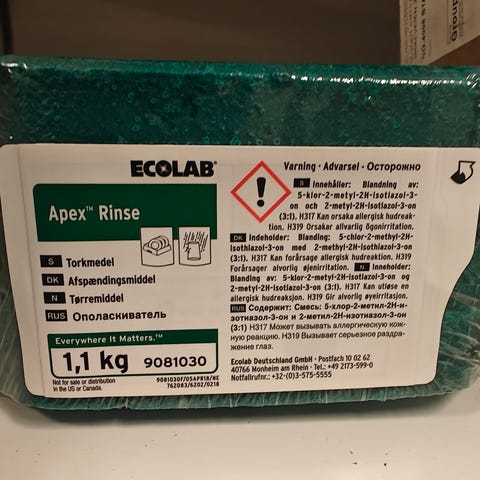 ECOLAB®
Apex™ Rinse
S Torkmedel
DK Afspændingsmiddel
N Tørremiddel
RUS Ополаскиватель
Everywhere It Matters.™
1,1 kg 9081030
Not for sale or distribution
in the US or Canada.
9081030F/05APR18/NE
762083/6Z02/0218
Varning · Advarsel · Осторожно
S Innehåller: Blandning av:
5-klor-2-metyl-2H-isotiazol-3-
on och 2-metyl-2H-isotiazol-3-on
(3:1). H317 Kan orsaka allergisk hudreak-
tion. H319 Orsakar allvarlig ögonirritation.
DK Indeholder: Blanding: 5-chlor-2-methyl-2H-
isothiazol-3-on med 2-methyl-2H-isothiazol-3-on
(3:1). H317 Kan forårsage allergisk hudreaktion. H319
Forårsager alvorlig øjenirritation. N Inneholder:
Blanding av 5-klor-2-metyl-2H-isotiazol-3-on og
2-metyl-2H-isotiazol-3-on (3:1). H317 Kan utløse en
allergisk hudreaksjon. H319 Gir alvorlig øyeirritasjon.
RUS Содержит: Смесь: 5-хлор-2-метил-2H-и-
зотиазол-3-он и 2-метил-2H-изотиазол-3-он
(3:1) H317 Может вызывать аллергическую кож-
ную реакцию. H319 Вызывает серьезное раздра-
жение глаз.
Ecolab Deutschland GmbH · Postfach 10 02 62
40766 Monheim am Rhein · Tel. +49 2173-599-0
Notfallrufnr.: +32-(0)3-575-5555
Group